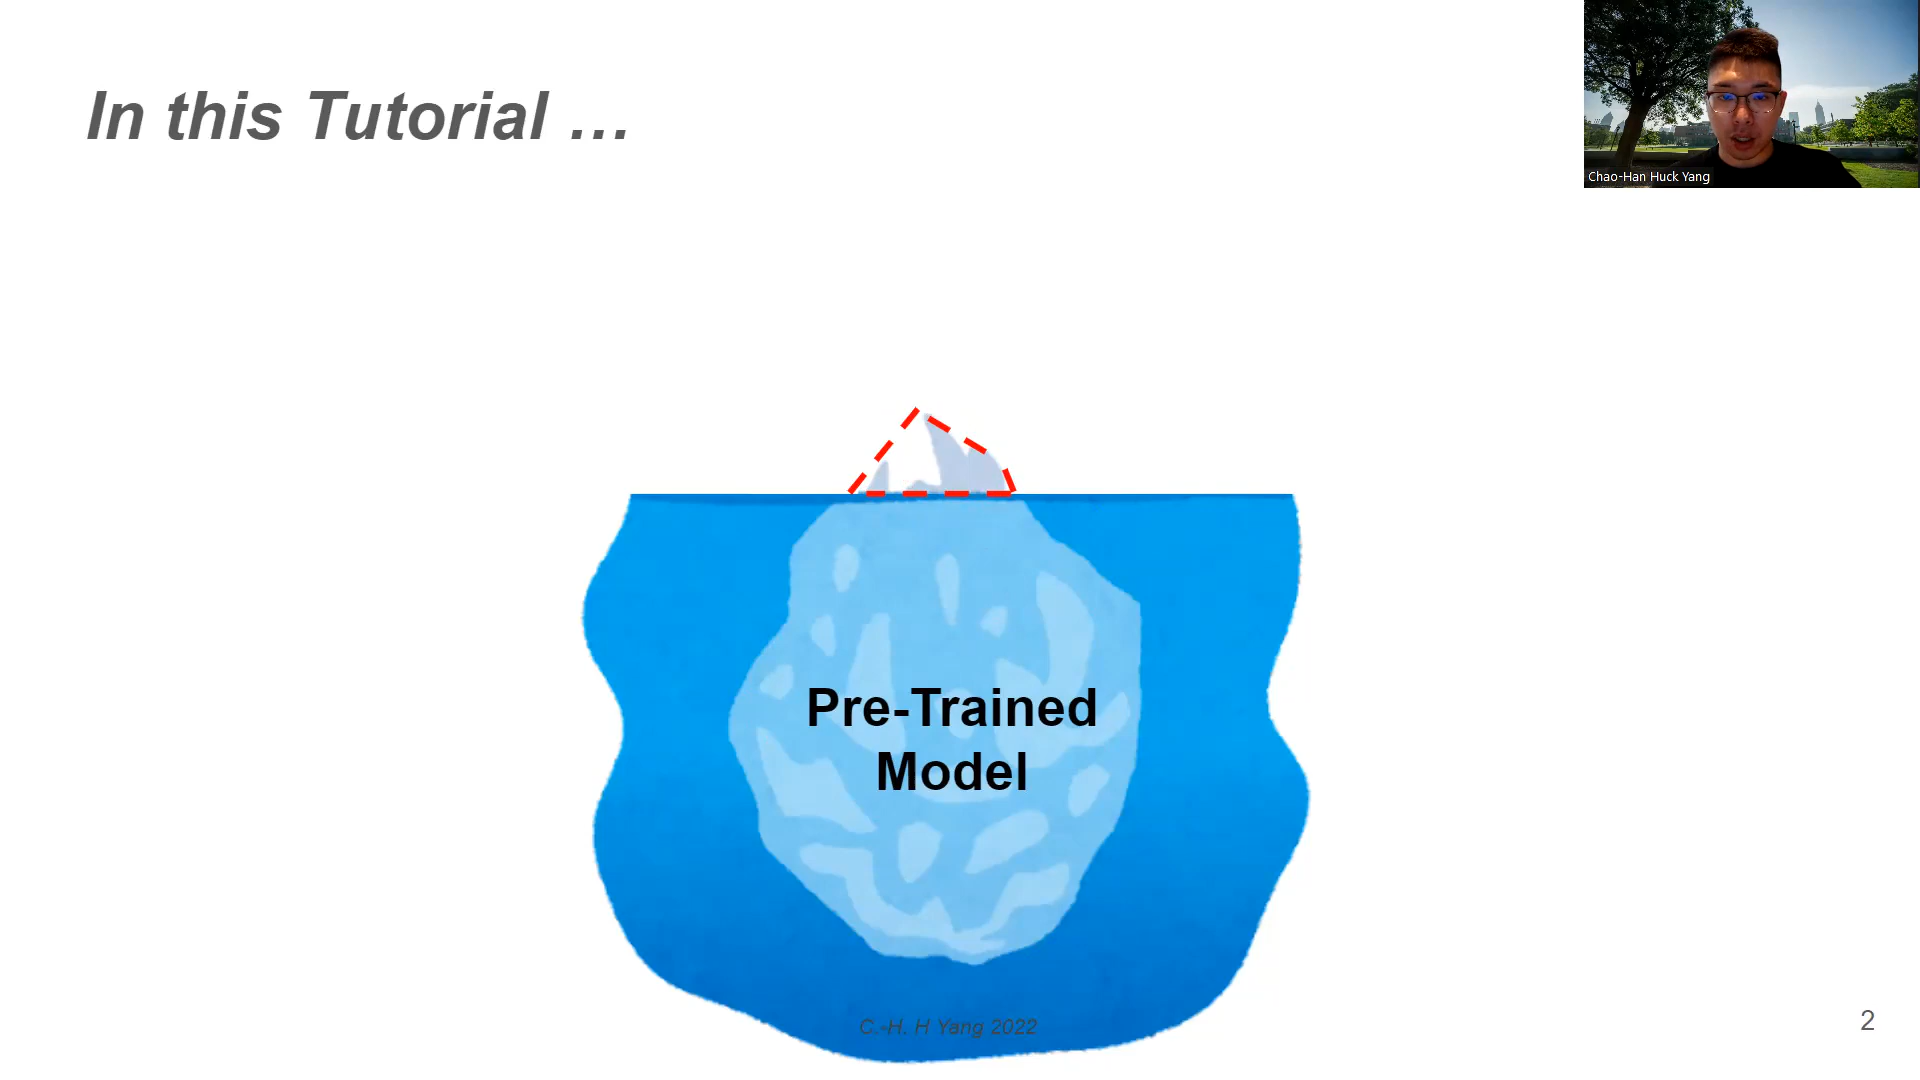 In this Tutorial …
Chao-Han Huck Yang
Pre-Trained
Model
C.-H. H Yang 2022
2